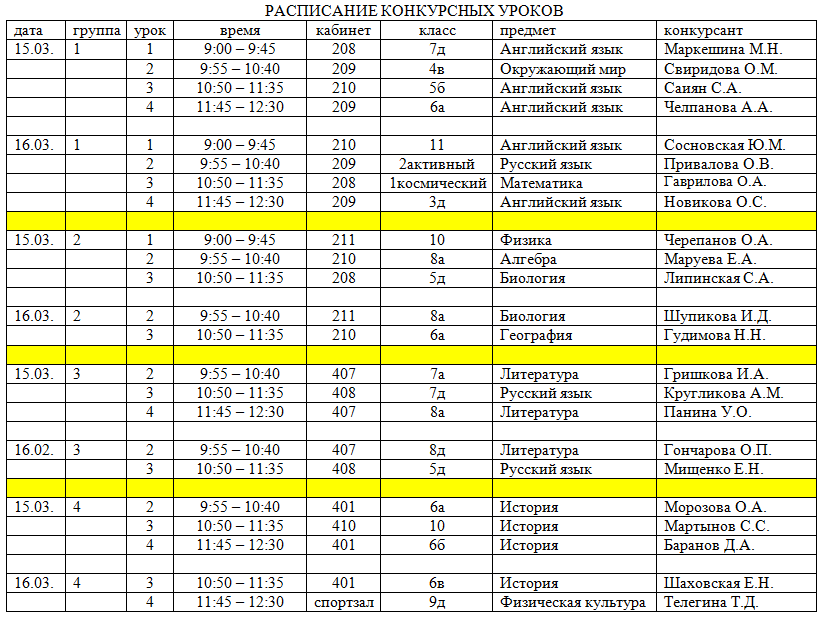 РАСПИСАНИЕ КОНКУРСНЫХ УРОКОВ
дата группа урок время кабинет класс предмет конкурсант
15.03. 1 1 9:00 – 9:45 208 7д Английский язык Маркешина М.Н.
2 9:55 – 10:40 209 4в Окружающий мир Свиридова О.М.
3 10:50 – 11:35 210 5б Английский язык Саиян С.А.
4 11:45 – 12:30 209 6а Английский язык Челпанова А.А.
16.03. 1 1 9:00 – 9:45 210 11 Английский язык Сосновская Ю.М.
2 9:55 – 10:40 209 2активный Русский язык Привалова О.В.
3 10:50 – 11:35 208 1космический Математика Гаврилова О.А.
4 11:45 – 12:30 209 3д Английский язык Новикова О.С.
15.03. 2 1 9:00 – 9:45 211 10 Физика Черепанов О.А.
2 9:55 – 10:40 210 8а Алгебра Маруева Е.А.
3 10:50 – 11:35 208 5д Биология Липинская С.А.
16.03. 2 2 9:55 – 10:40 211 8а Биология Шупикова И.Д.
3 10:50 – 11:35 210 6а География Гудимова Н.Н.
15.03. 3 2 9:55 – 10:40 407 7а Литература Гришкова И.А.
3 10:50 – 11:35 408 7д Русский язык Кругликова А.М.
4 11:45 – 12:30 407 8а Литература Панина У.О.
16.02. 3 2 9:55 – 10:40 407 8д Литература Гончарова О.П.
3 10:50 – 11:35 408 5д Русский язык Мищенко Е.Н.
15.03. 4 2 9:55 – 10:40 401 6а История Морозова О.А.
3 10:50 – 11:35 410 10 История Мартынов С.С.
4 11:45 – 12:30 401 6б История Баранов Д.А.
16.03. 4 3 10:50 – 11:35 401 6в История Шаховская Е.Н.
4 11:45 – 12:30 спортзал 9д Физическая культура Телегина Т.Д.